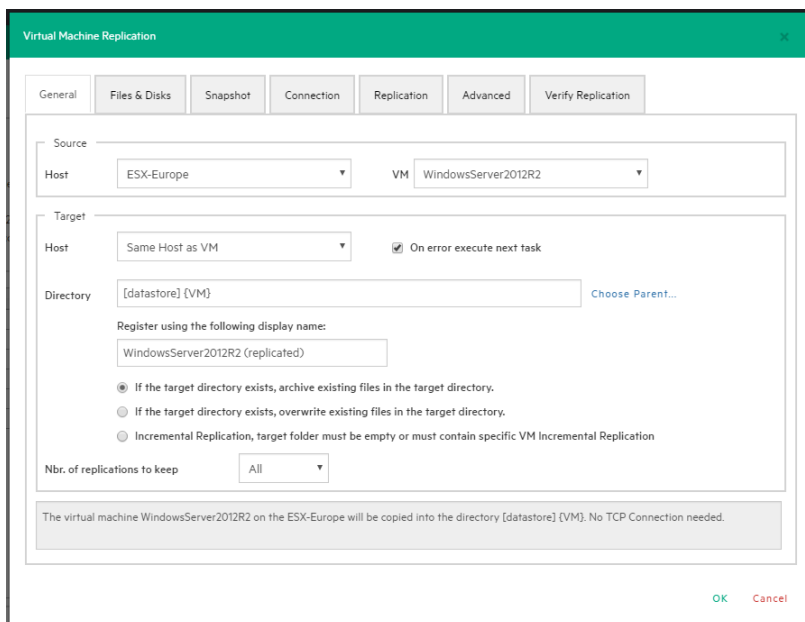 Virtual Machine Replication
General Files & Disks Snapshot Connection Replication Advanced Verify Replication
Source
Host ESX-Europe VM WindowsServer2012R2
Target
Host Same Host as VM On error execute next task
Directory [datastore] {VM} Choose Parent...
Register using the following display name:
WindowsServer2012R2 (replicated)
If the target directory exists, archive existing files in the target directory.
If the target directory exists, overwrite existing files in the target directory.
Incremental Replication, target folder must be empty or must contain specific VM Incremental Replication
Nbr. of replications to keep All
The virtual machine WindowsServer2012R2 on the ESX-Europe will be copied into the directory [datastore] {VM}. No TCP Connection needed.
OK Cancel